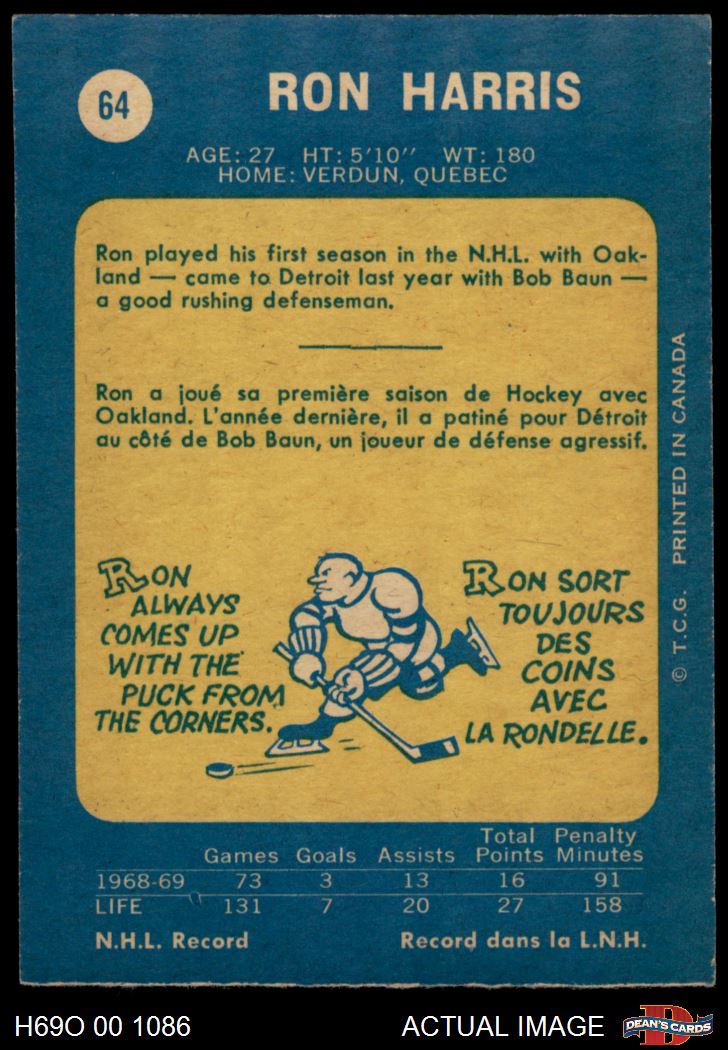 64
RON HARRIS
AGE: 27 HT: 5'10'' WT: 180
HOME: VERDUN, QUEBEC
Ron played his first season in the N.H.L. with Oak-
land — came to Detroit last year with Bob Baun —
a good rushing defenseman.
Ron a joué sa première saison de Hockey avec
Oakland. L'année dernière, il a patiné pour Détroit
au côté de Bob Baun, un joueur de défense agressif.
RON
ALWAYS
COMES UP
WITH THE
PUCK FROM
THE CORNERS.
RON SORT
TOUJOURS
DES
COINS
AVEC
LA RONDELLE.
© T.C.G. PRINTED IN CANADA
Games Goals Assists Total Points Penalty Minutes
1968-69 73 3 13 16 91
LIFE 131 7 20 27 158
N.H.L. Record Record dans la L.N.H.
H69O 00 1086 ACTUAL IMAGE
D
DEAN'S CARDS